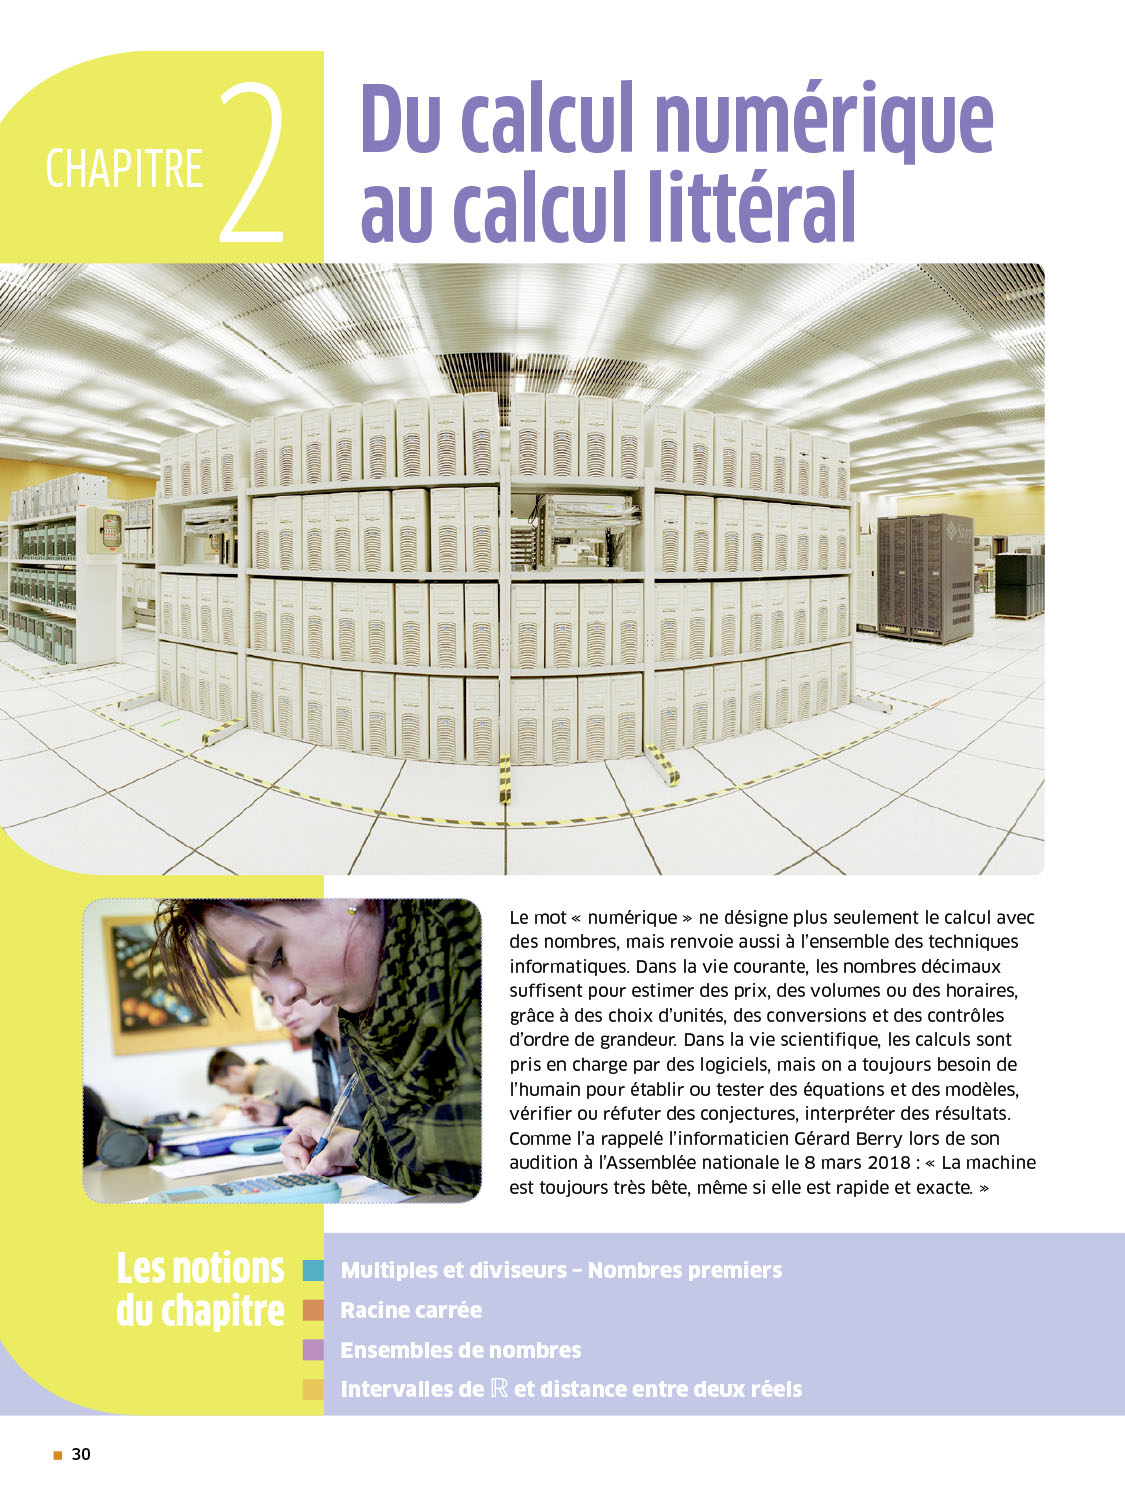 CHAPITRE 2
Du calcul numérique
au calcul littéral
Sun
Le mot « numérique » ne désigne plus seulement le calcul avec
des nombres, mais renvoie aussi à l’ensemble des techniques
informatiques. Dans la vie courante, les nombres décimaux
suffisent pour estimer des prix, des volumes ou des horaires,
grâce à des choix d’unités, des conversions et des contrôles
d’ordre de grandeur. Dans la vie scientifique, les calculs sont
pris en charge par des logiciels, mais on a toujours besoin de
l’humain pour établir ou tester des équations et des modèles,
vérifier ou réfuter des conjectures, interpréter des résultats.
Comme l’a rappelé l’informaticien Gérard Berry lors de son
audition à l’Assemblée nationale le 8 mars 2018 : « La machine
est toujours très bête, même si elle est rapide et exacte. »
Les notions
du chapitre
Multiples et diviseurs – Nombres premiers
Racine carrée
Ensembles de nombres
Intervalles de ℝ et distance entre deux réels
30